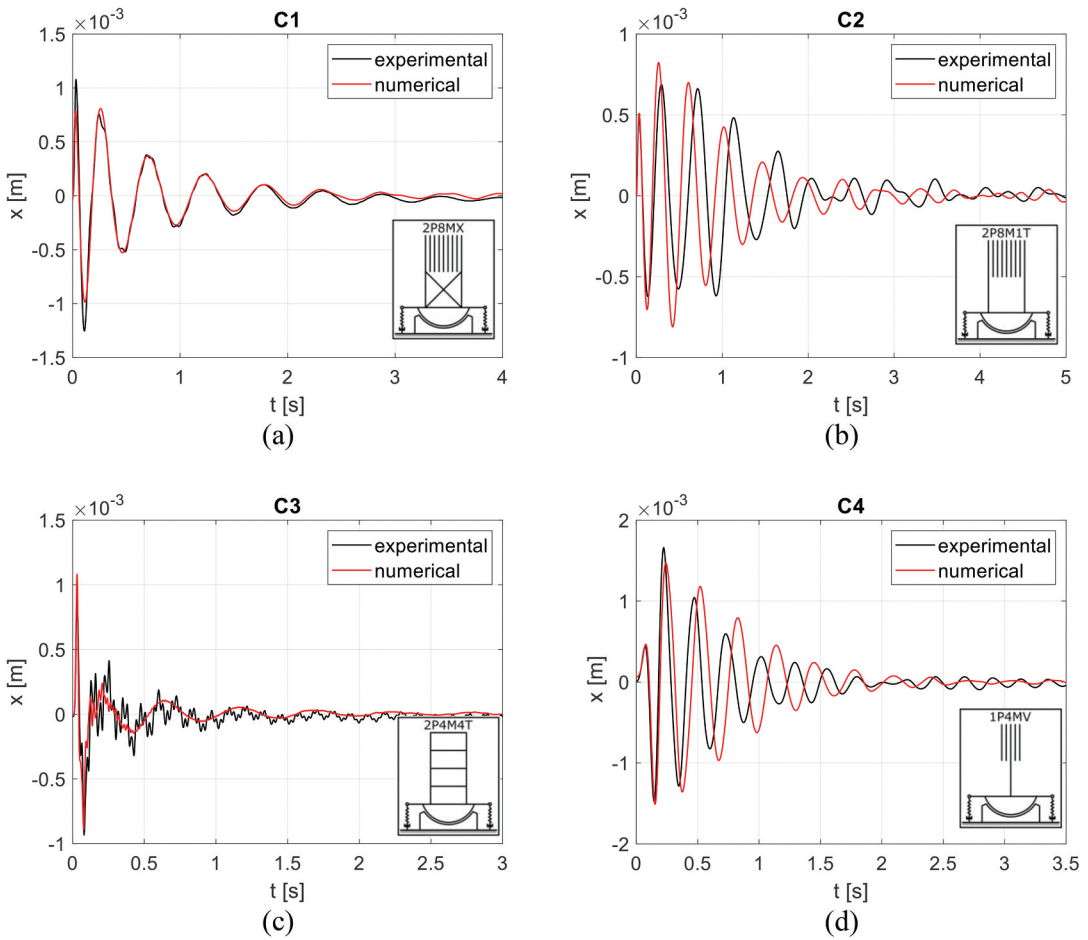 C1
×10⁻³
1.5
1
0.5
0
-0.5
-1
-1.5
x [m]
experimental
numerical
2P8MX
0 1 2 3 4
t [s]
(a)
C2
×10⁻³
1
0.5
0
-0.5
-1
x [m]
experimental
numerical
2P8M1T
0 1 2 3 4 5
t [s]
(b)
C3
×10⁻³
1.5
1
0.5
0
-0.5
-1
x [m]
experimental
numerical
2P4M4T
0 0.5 1 1.5 2 2.5 3
t [s]
(c)
C4
×10⁻³
2
1
0
-1
-2
x [m]
experimental
numerical
1P4MV
0 0.5 1 1.5 2 2.5 3 3.5
t [s]
(d)